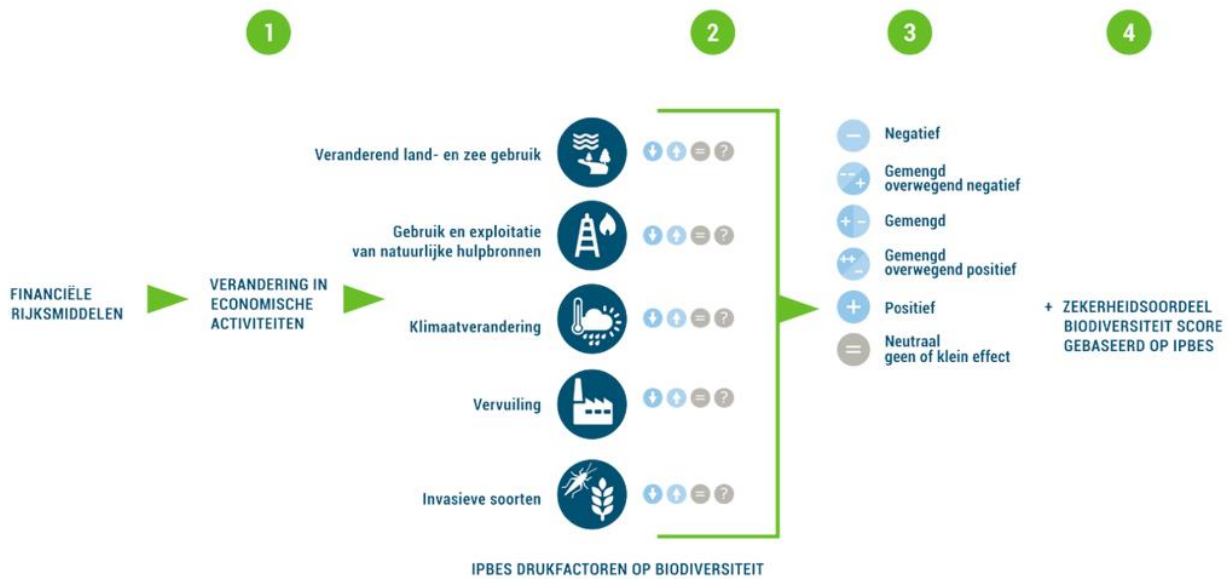 1
2
3
4
FINANCIËLE
RIJKSMIDDELEN
VERANDERING IN
ECONOMISCHE
ACTIVITEITEN
Veranderend land- en zee gebruik
= ?
Gebruik en exploitatie
van natuurlijke hulpbronnen
= ?
Klimaatverandering
= ?
Vervuiling
= ?
Invasieve soorten
= ?
IPBES DRUKFACTOREN OP BIODIVERSITEIT
− Negatief
--+ Gemengd
overwegend negatief
+- Gemengd
++- Gemengd
overwegend positief
+ Positief
= Neutraal
geen of klein effect
+ ZEKERHEIDSOORDEEL
BIODIVERSITEIT SCORE
GEBASEERD OP IPBES